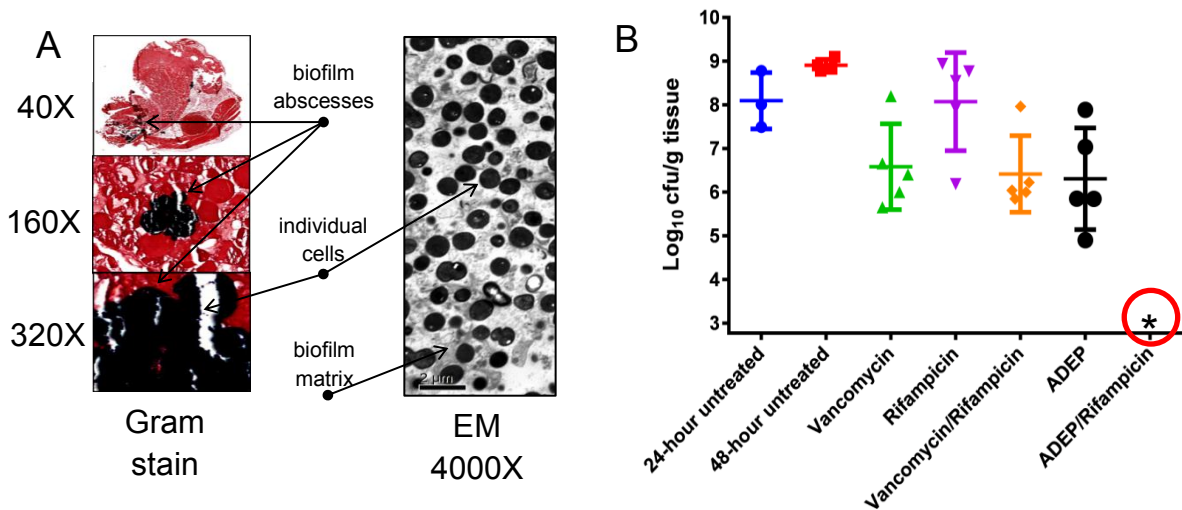 A
40X
160X
320X
Gram
stain
biofilm
abscesses
individual
cells
biofilm
matrix
2 μm
EM
4000X
B
Log₁₀ cfu/g tissue
10
9
8
7
6
5
4
3
*
24-hour untreated
48-hour untreated
Vancomycin
Rifampicin
Vancomycin/Rifampicin
ADEP
ADEP/Rifampicin